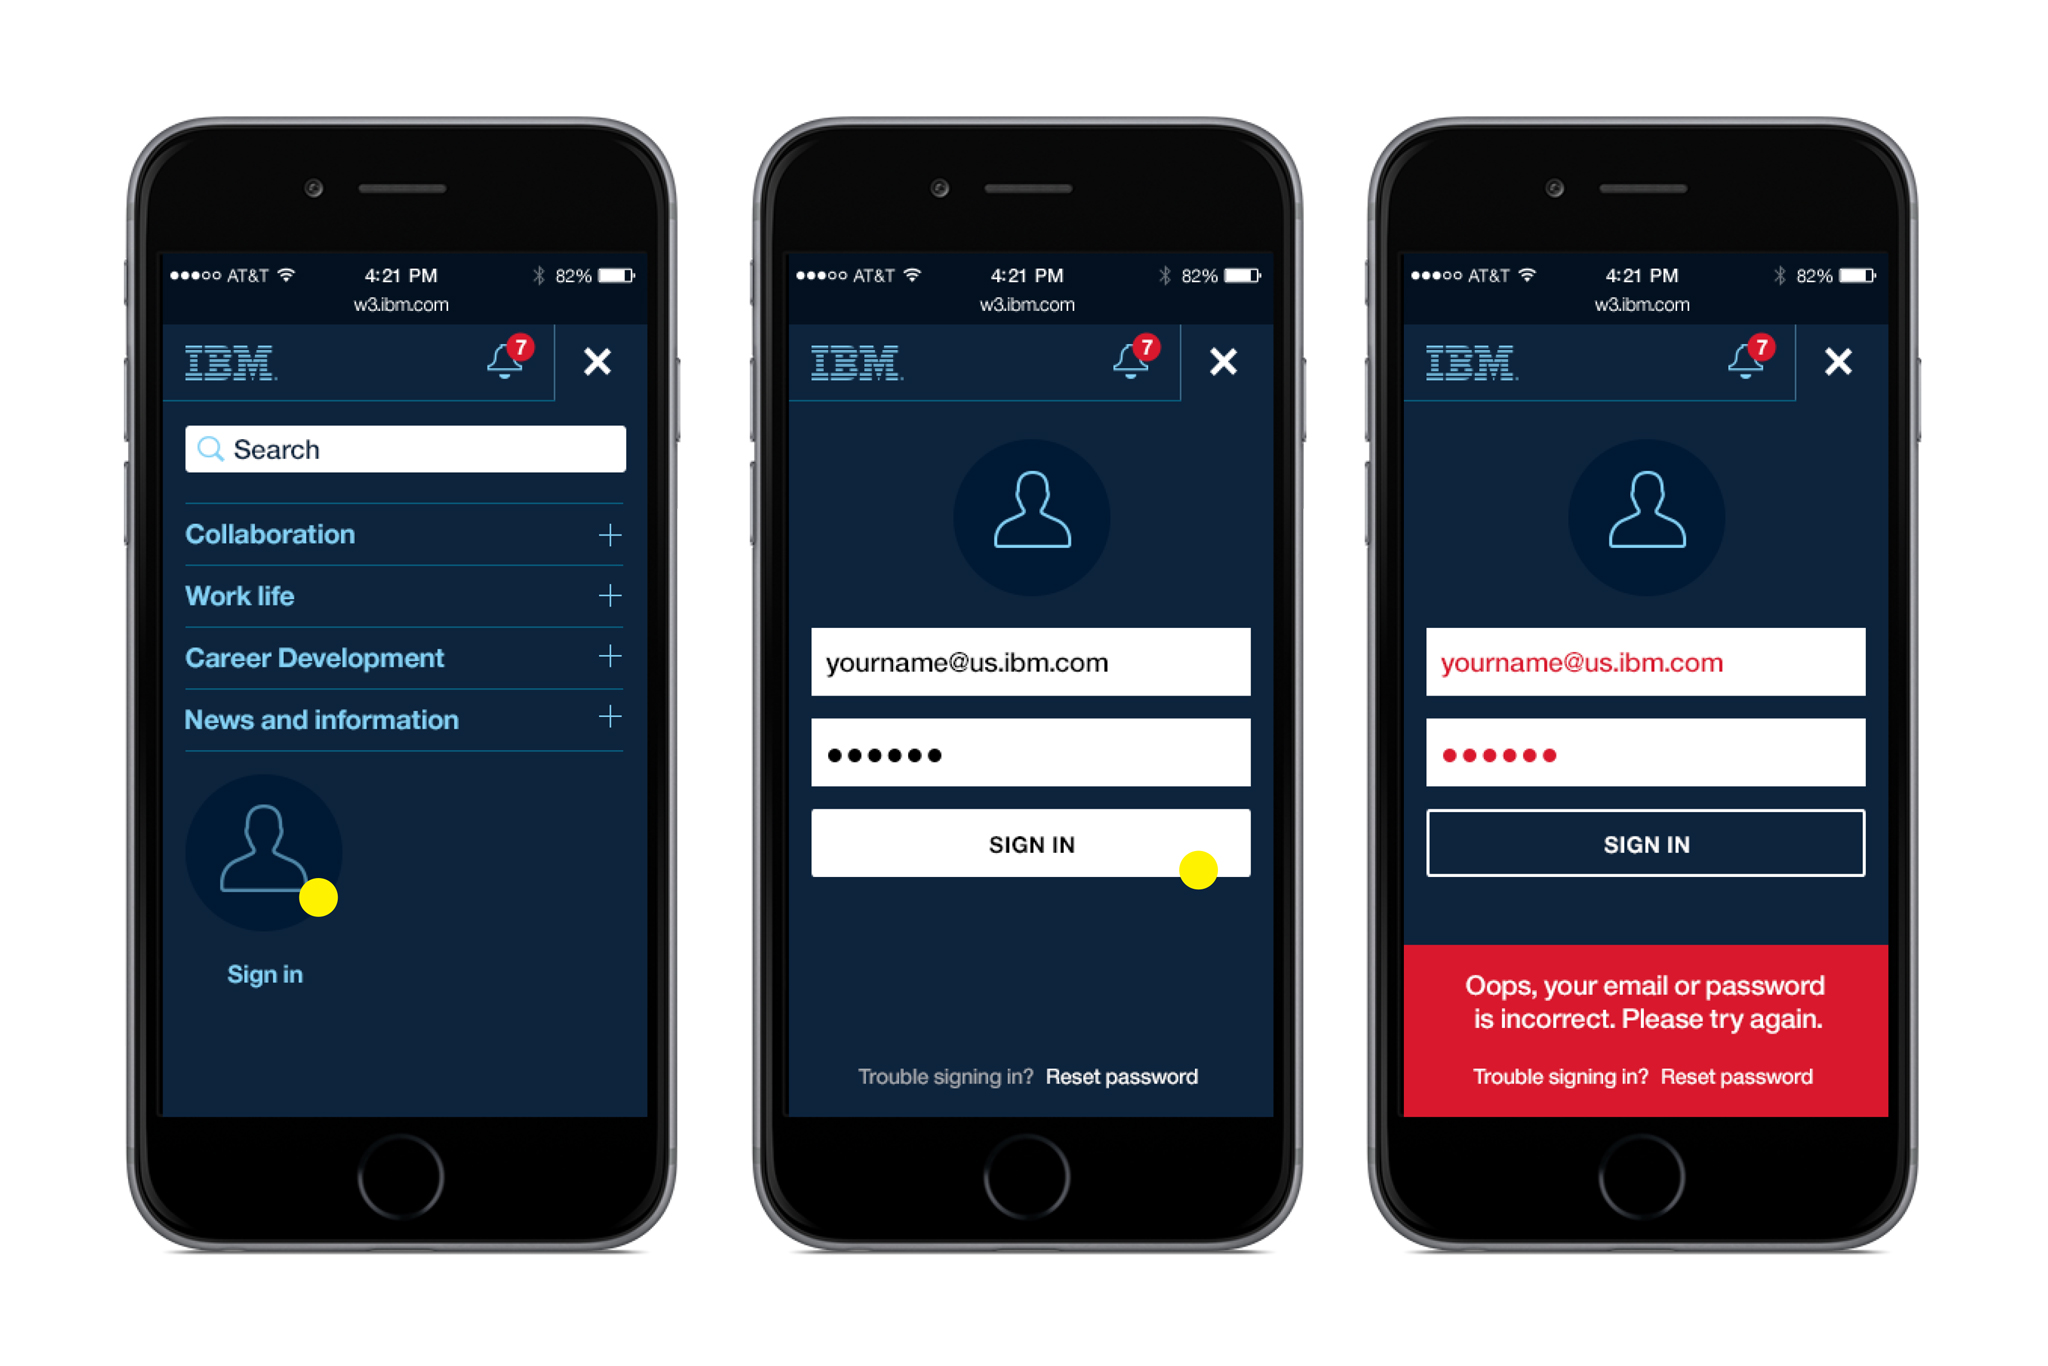 AT&T 4:21 PM 82%
w3.ibm.com
IBM 7
Search
Collaboration
Work life
Career Development
News and information
Sign in
AT&T 4:21 PM 82%
w3.ibm.com
IBM 7
yourname@us.ibm.com
SIGN IN
Trouble signing in? Reset password
AT&T 4:21 PM 82%
w3.ibm.com
IBM 7
yourname@us.ibm.com
SIGN IN
Oops, your email or password
is incorrect. Please try again.
Trouble signing in? Reset password